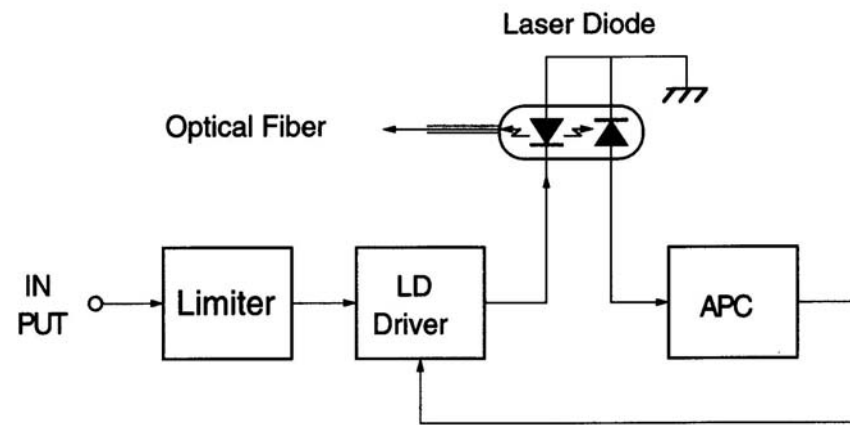 Laser Diode
Optical Fiber
IN
PUT
Limiter
LD
Driver
APC